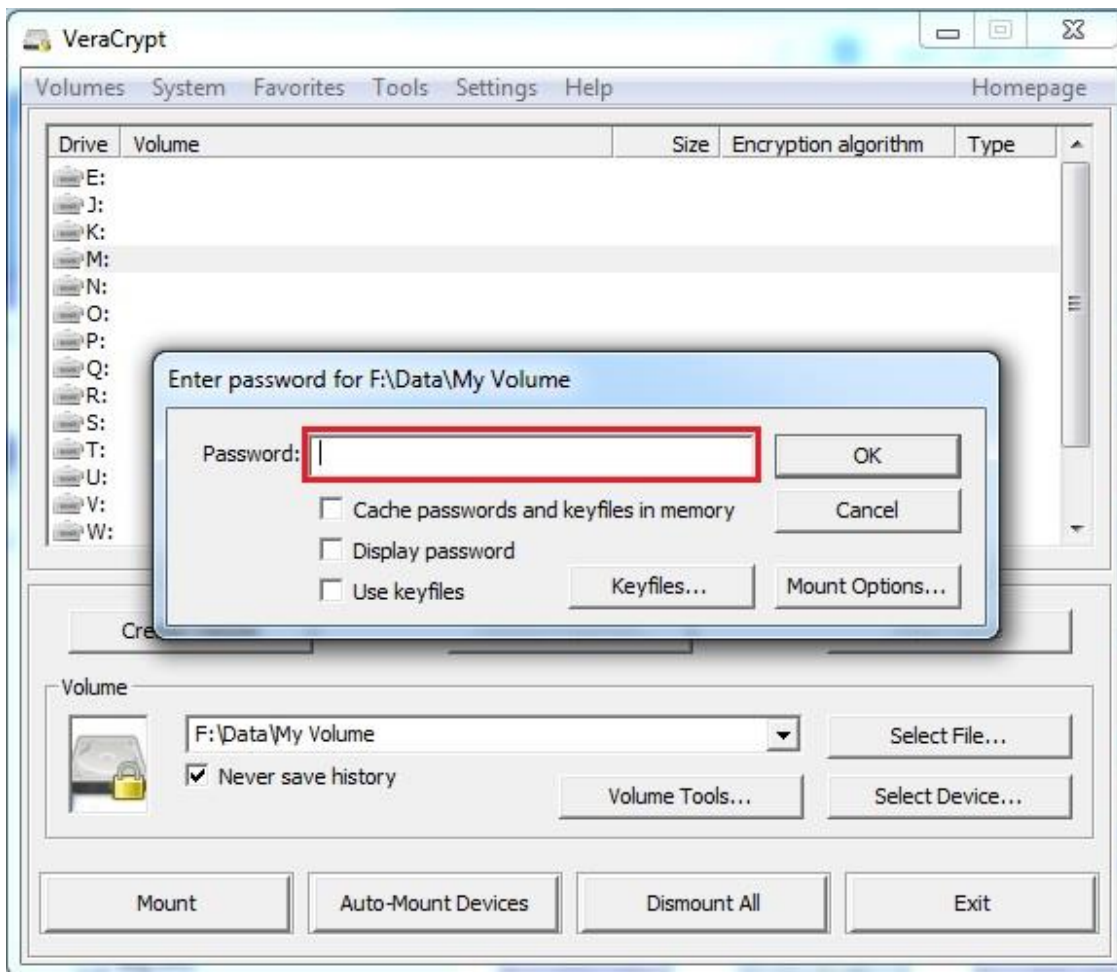 VeraCrypt
Volumes System Favorites Tools Settings Help Homepage
Drive Volume Size Encryption algorithm Type
E:
J:
K:
M:
N:
O:
P:
Q:
R:
S:
T:
U:
V:
W:
Enter password for F:\Data\My Volume
Password:
OK
Cache passwords and keyfiles in memory
Cancel
Display password
Use keyfiles
Keyfiles...
Mount Options...
Volume
F:\Data\My Volume
Select File...
Never save history
Volume Tools...
Select Device...
Mount
Auto-Mount Devices
Dismount All
Exit